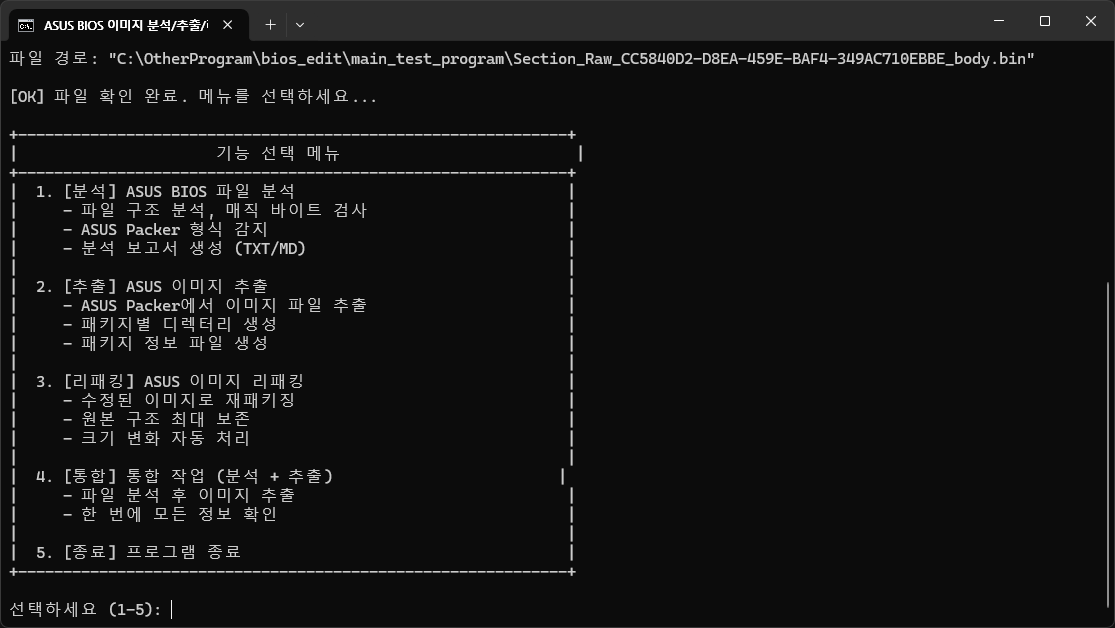 ASUS BIOS 이미지 분석/추출/
파일 경로: "C:\OtherProgram\bios_edit\main_test_program\Section_Raw_CC5840D2-D8EA-459E-BAF4-349AC710EBBE_body.bin"
[OK] 파일 확인 완료. 메뉴를 선택하세요...
기능 선택 메뉴
1. [분석] ASUS BIOS 파일 분석
- 파일 구조 분석, 매직 바이트 검사
- ASUS Packer 형식 감지
- 분석 보고서 생성 (TXT/MD)
2. [추출] ASUS 이미지 추출
- ASUS Packer에서 이미지 파일 추출
- 패키지별 디렉터리 생성
- 패키지 정보 파일 생성
3. [리패킹] ASUS 이미지 리패킹
- 수정된 이미지로 재패키징
- 원본 구조 최대 보존
- 크기 변화 자동 처리
4. [통합] 통합 작업 (분석 + 추출)
- 파일 분석 후 이미지 추출
- 한 번에 모든 정보 확인
5. [종료] 프로그램 종료
선택하세요 (1-5):